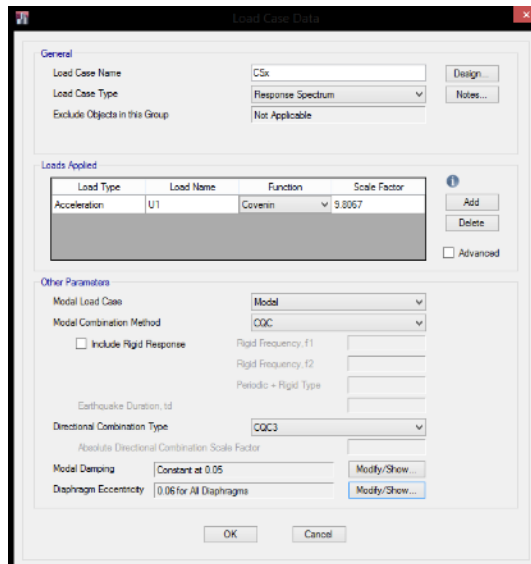 Load Case Data
General
Load Case Name CSx Design...
Load Case Type Response Spectrum Notes...
Exclude Objects in this Group Not Applicable
Loads Applied
Load Type Load Name Function Scale Factor
Acceleration U1 Covenin 9.8067
Add
Delete
Advanced
Other Parameters
Modal Load Case Modal
Modal Combination Method CQC
Include Rigid Response Rigid Frequency, f1
Rigid Frequency, f2
Periodic + Rigid Type
Earthquake Duration, td
Directional Combination Type CQC3
Absolute Directional Combination Scale Factor
Modal Damping Constant at 0.05 Modify/Show...
Diaphragm Eccentricity 0.06 for All Diaphragms Modify/Show...
OK Cancel